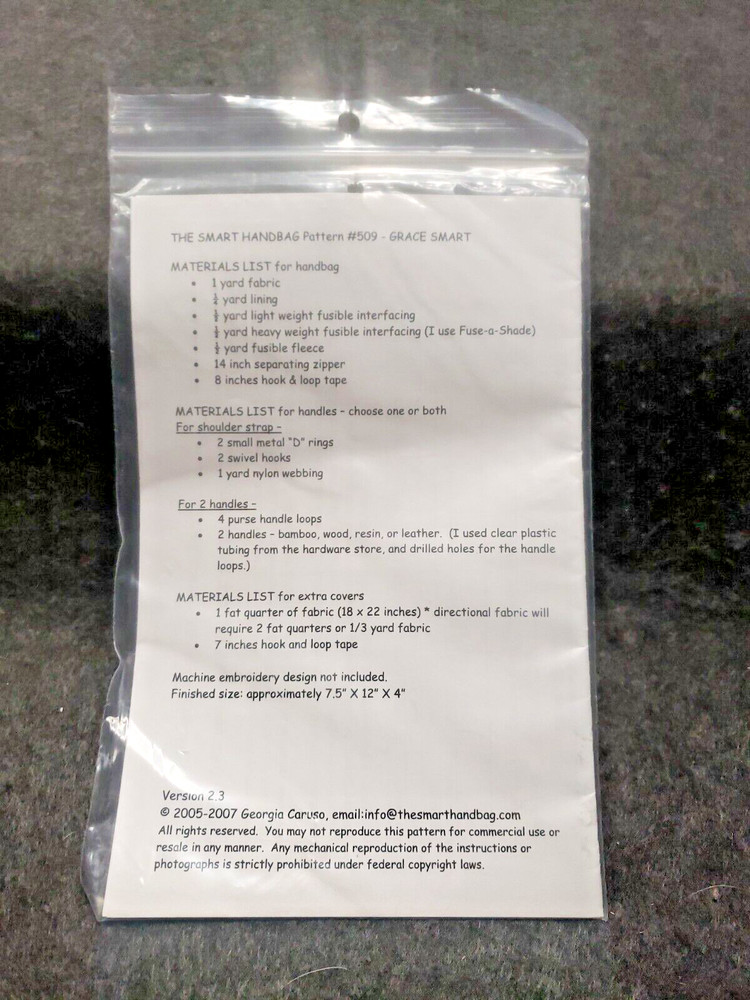 THE SMART HANDBAG Pattern #509 - GRACE SMART
MATERIALS LIST for handbag
• 1 yard fabric
• yard lining
• ½ yard light weight fusible interfacing
• ½ yard heavy weight fusible interfacing (I use Fuse-a-Shade)
• ½ yard fusible fleece
• 14 inch separating zipper
• 8 inches hook & loop tape
MATERIALS LIST for handles – choose one or both
For shoulder strap –
• 2 small metal "D" rings
• 2 swivel hooks
• 1 yard nylon webbing
For 2 handles –
• 4 purse handle loops
• 2 handles – bamboo, wood, resin, or leather. (I used clear plastic
tubing from the hardware store, and drilled holes for the handle
loops.)
MATERIALS LIST for extra covers
• 1 fat quarter of fabric (18 x 22 inches) * directional fabric will
require 2 fat quarters or 1/3 yard fabric
• 7 inches hook and loop tape
Machine embroidery design not included.
Finished size: approximately 7.5" X 12" X 4"
Version 2.3
© 2005-2007 Georgia Caruso, email:info@thesmarthandbag.com
All rights reserved. You may not reproduce this pattern for commercial use or
resale in any manner. Any mechanical reproduction of the instructions or
photographs is strictly prohibited under federal copyright laws.